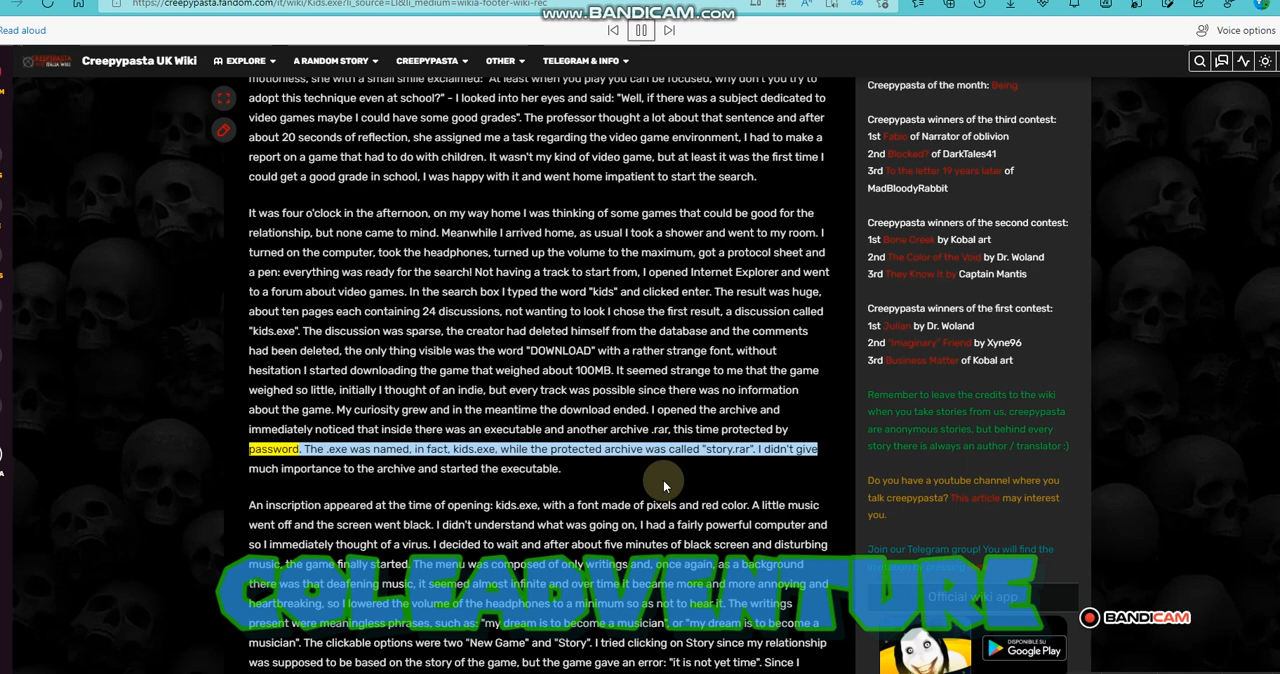 https://creepypasta.fandom.com/it/wiki/Kids.exe?li_source=LI&li_medium=wikia-footer-wiki-rec
www.BANDICAM.com
Read aloud
Voice options
CREEPYPASTA
Creepypasta UK Wiki
EXPLORE
A RANDOM STORY
CREEPYPASTA
OTHER
TELEGRAM & INFO
motionless, she with a small smile exclaimed: "At least when you play you can be focused, why don't you try to
adopt this technique even at school?" - I looked into her eyes and said: "Well, if there was a subject dedicated to
video games maybe I could have some good grades". The professor thought a lot about that sentence and after
about 20 seconds of reflection, she assigned me a task regarding the video game environment, I had to make a
report on a game that had to do with children. It wasn't my kind of video game, but at least it was the first time I
could get a good grade in school, I was happy with it and went home impatient to start the search.
It was four o'clock in the afternoon, on my way home I was thinking of some games that could be good for the
relationship, but none came to mind. Meanwhile I arrived home, as usual I took a shower and went to my room. I
turned on the computer, took the headphones, turned up the volume to the maximum, got a protocol sheet and
a pen: everything was ready for the search! Not having a track to start from, I opened Internet Explorer and went
to a forum about video games. In the search box I typed the word "kids" and clicked enter. The result was huge,
about ten pages each containing 24 discussions, not wanting to look I chose the first result, a discussion called
"kids.exe". The discussion was sparse, the creator had deleted himself from the database and the comments
had been deleted, the only thing visible was the word "DOWNLOAD" with a rather strange font, without
hesitation I started downloading the game that weighed about 100MB. It seemed strange to me that the game
weighed so little, initially I thought of an indie, but every track was possible since there was no information
about the game. My curiosity grew and in the meantime the download ended. I opened the archive and
immediately noticed that inside there was an executable and another archive .rar, this time protected by
password. The .exe was named, in fact, kids.exe, while the protected archive was called "story.rar". I didn't give
much importance to the archive and started the executable.
An inscription appeared at the time of opening: kids.exe, with a font made of pixels and red color. A little music
went off and the screen went black. I didn't understand what was going on, I had a fairly powerful computer and
so I immediately thought of a virus. I decided to wait and after about five minutes of black screen and disturbing
music, the game finally started. The menu was composed of only writings and, once again, as a background
there was that deafening music, it seemed almost infinite and over time it became more and more annoying and
heartbreaking, so I lowered the volume of the headphones to a minimum so as not to hear it. The writings
present were meaningless phrases, such as: "my dream is to become a musician", or "my dream is to become a
musician". The clickable options were two "New Game" and "Story". I tried clicking on Story since my relationship
was supposed to be based on the story of the game, but the game gave an error: "it is not yet time". Since I
COLEADVENTURE
Creepypasta of the month: Being
Creepypasta winners of the third contest:
1st Fabio of Narrator of oblivion
2nd Blocked? of DarkTales41
3rd To the letter 19 years later of
MadBloodyRabbit
Creepypasta winners of the second contest:
1st Bone Creek by Kobal art
2nd The Color of the Void by Dr. Woland
3rd They Know It by Captain Mantis
Creepypasta winners of the first contest:
1st Julian by Dr. Woland
2nd "Imaginary" Friend by Xyne96
3rd Business Matter of Kobal art
Remember to leave the credits to the wiki
when you take stories from us, creepypasta
are anonymous stories, but behind every
story there is always an author / translator :)
Do you have a youtube channel where you
talk creepypasta? This article may interest
you.
Join our Telegram group! You will find the
Official wiki app
BANDICAM
DISPONIBILE SU
Google Play